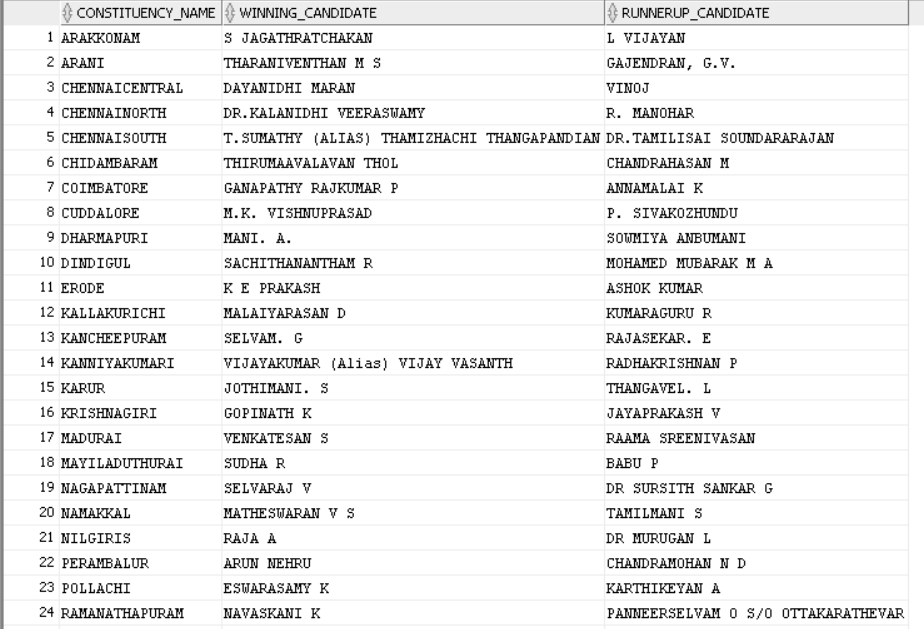 CONSTITUENCY_NAME WINNING_CANDIDATE RUNNERUP_CANDIDATE
1 ARAKKONAM S JAGATHRATCHAKAN L VIJAYAN
2 ARANI THARANIVENTHAN M S GAJENDRAN, G.V.
3 CHENNAICENTRAL DAYANIDHI MARAN VINOJ
4 CHENNAINORTH DR.KALANIDHI VEERASWAMY R. MANOHAR
5 CHENNAISOUTH T.SUMATHY (ALIAS) THAMIZHACHI THANGAPANDIAN DR.TAMILISAI SOUNDARARAJAN
6 CHIDAMBARAM THIRUMAAVALAVAN THOL CHANDRAHASAN M
7 COIMBATORE GANAPATHY RAJKUMAR P ANNAMALAI K
8 CUDDALORE M.K. VISHNUPRASAD P. SIVAKOZHUNDU
9 DHARMAPURI MANI. A. SOWMIYA ANBUMANI
10 DINDIGUL SACHITHANANTHAM R MOHAMED MUBARAK M A
11 ERODE K E PRAKASH ASHOK KUMAR
12 KALLAKURICHI MALAIYARASAN D KUMARAGURU R
13 KANCHEEPURAM SELVAM. G RAJASEKAR. E
14 KANNIYAKUMARI VIJAYAKUMAR (Alias) VIJAY VASANTH RADHAKRISHNAN P
15 KARUR JOTHIMANI. S THANGAVEL. L
16 KRISHNAGIRI GOPINATH K JAYAPRAKASH V
17 MADURAI VENKATESAN S RAAMA SREENIVASAN
18 MAYILADUTHURAI SUDHA R BABU P
19 NAGAPATTINAM SELVARAJ V DR SURSITH SANKAR G
20 NAMAKKAL MATHESWARAN V S TAMILMANI S
21 NILGIRIS RAJA A DR MURUGAN L
22 PERAMBALUR ARUN NEHRU CHANDRAMOHAN N D
23 POLLACHI ESWARASAMY K KARTHIKEYAN A
24 RAMANATHAPURAM NAVASKANI K PANNEERSELVAM O S/O OTTAKARATHEVAR